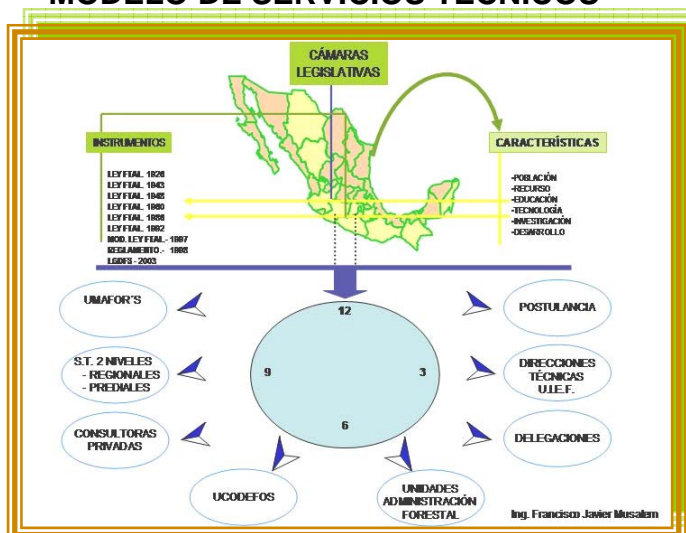 MODELO DE SERVICIOS TÉCNICOS
CÁMARAS
LEGISLATIVAS
INSTRUMENTOS
LEY FTAL. 1926
LEY FTAL. 1943
LEY FTAL. 1948
LEY FTAL. 1960
LEY FTAL. 1986
LEY FTAL. 1992
MOD. LEY FTAL.- 1997
REGLAMENTO.- 1998
LGDFS - 2003
CARACTERÍSTICAS
-POBLACIÓN
-RECURSO
-EDUCACIÓN
-TECNOLOGÍA
-INVESTIGACIÓN
-DESARROLLO
UMAFOR´S
S.T. 2 NIVELES
- REGIONALES
- PREDIALES
CONSULTORAS
PRIVADAS
UCODEFOS
12
9
3
6
POSTULANCIA
DIRECCIONES
TÉCNICAS
U.I.E.F.
DELEGACIONES
UNIDADES
ADMINISTRACIÓN
FORESTAL
Ing. Francisco Javier Musalem